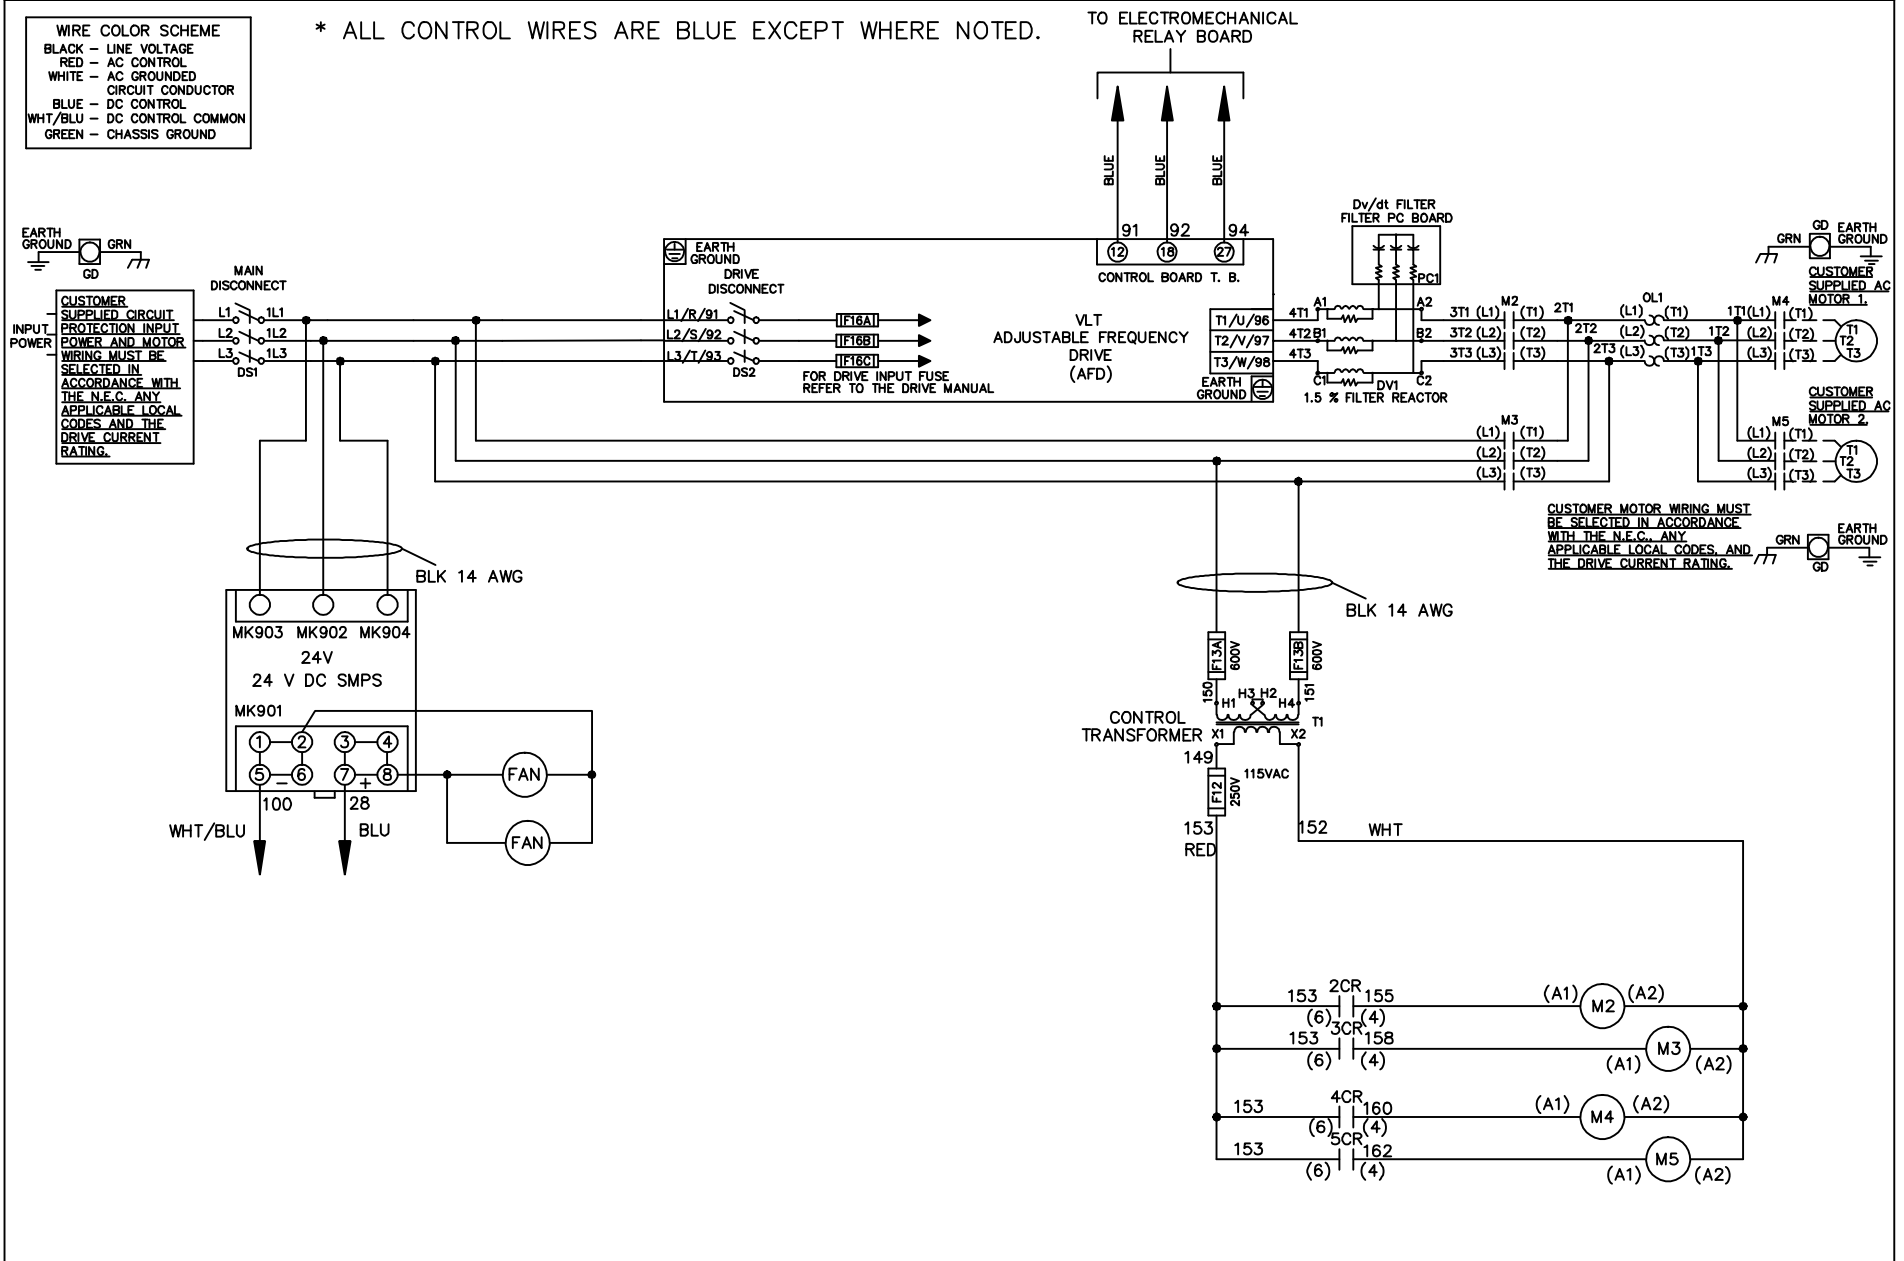 WIRE COLOR SCHEME
BLACK – LINE VOLTAGE
RED – AC CONTROL
WHITE – AC GROUNDED
CIRCUIT CONDUCTOR
BLUE – DC CONTROL
WHT/BLU – DC CONTROL COMMON
GREEN – CHASSIS GROUND
* ALL CONTROL WIRES ARE BLUE EXCEPT WHERE NOTED.
TO ELECTROMECHANICAL
RELAY BOARD
BLUE
BLUE
BLUE
91 92 94
12 18 27
CONTROL BOARD T. B.
EARTH
GROUND
GRN
GD
CUSTOMER
SUPPLIED CIRCUIT
PROTECTION INPUT
POWER AND MOTOR
WIRING MUST BE
SELECTED IN
ACCORDANCE WITH
THE N.E.C. ANY
APPLICABLE LOCAL
CODES AND THE
DRIVE CURRENT
RATING.
INPUT
POWER
MAIN
DISCONNECT
L1 1L1
L2 1L2
L3 1L3
DS1
EARTH
GROUND
DRIVE
DISCONNECT
L1/R/91
L2/S/92
L3/T/93
DS2
IF16A
IF16B
IF16C
FOR DRIVE INPUT FUSE
REFER TO THE DRIVE MANUAL
VLT
ADJUSTABLE FREQUENCY
DRIVE
(AFD)
T1/U/96
T2/V/97
T3/W/98
EARTH
GROUND
Dv/dt FILTER
FILTER PC BOARD
PC1
4T1 A1 A2
4T2 B1 B2
4T3 C1 C2
DV1
1.5 % FILTER REACTOR
M2
3T1 (L1) (T1) 2T1
3T2 (L2) (T2) 2T2
3T3 (L3) (T3) 2T3
OL1
(L1) (T1) 1T1
(L2) (T2) 1T2
(L3) (T3) 1T3
M4
(L1) (T1)
(L2) (T2)
(L3) (T3)
T1
T2
T3
GRN
GD
EARTH
GROUND
CUSTOMER
SUPPLIED AC
MOTOR 1.
CUSTOMER
SUPPLIED AC
MOTOR 2.
M3
(L1) (T1)
(L2) (T2)
(L3) (T3)
M5
(L1) (T1)
(L2) (T2)
(L3) (T3)
T1
T2
T3
CUSTOMER MOTOR WIRING MUST
BE SELECTED IN ACCORDANCE
WITH THE N.E.C., ANY
APPLICABLE LOCAL CODES, AND
THE DRIVE CURRENT RATING.
GRN
GD
EARTH
GROUND
BLK 14 AWG
MK903 MK902 MK904
24V
24 V DC SMPS
MK901
1 2 3 4
5 – 6 7 + 8
100 28
WHT/BLU BLU
FAN
FAN
BLK 14 AWG
F13A
600V
F13B
600V
150 151
H1 H3 H2 H4
T1
CONTROL
TRANSFORMER
X1 X2
149
115VAC
F12
250V
153
RED
152 WHT
2CR
153 155 (A1) M2 (A2)
(6) (4)
3CR
153 158 M3
(6) (4) (A1) (A2)
4CR
153 160 (A1) M4 (A2)
(6) (4)
5CR
153 162 M5
(6) (4) (A1) (A2)